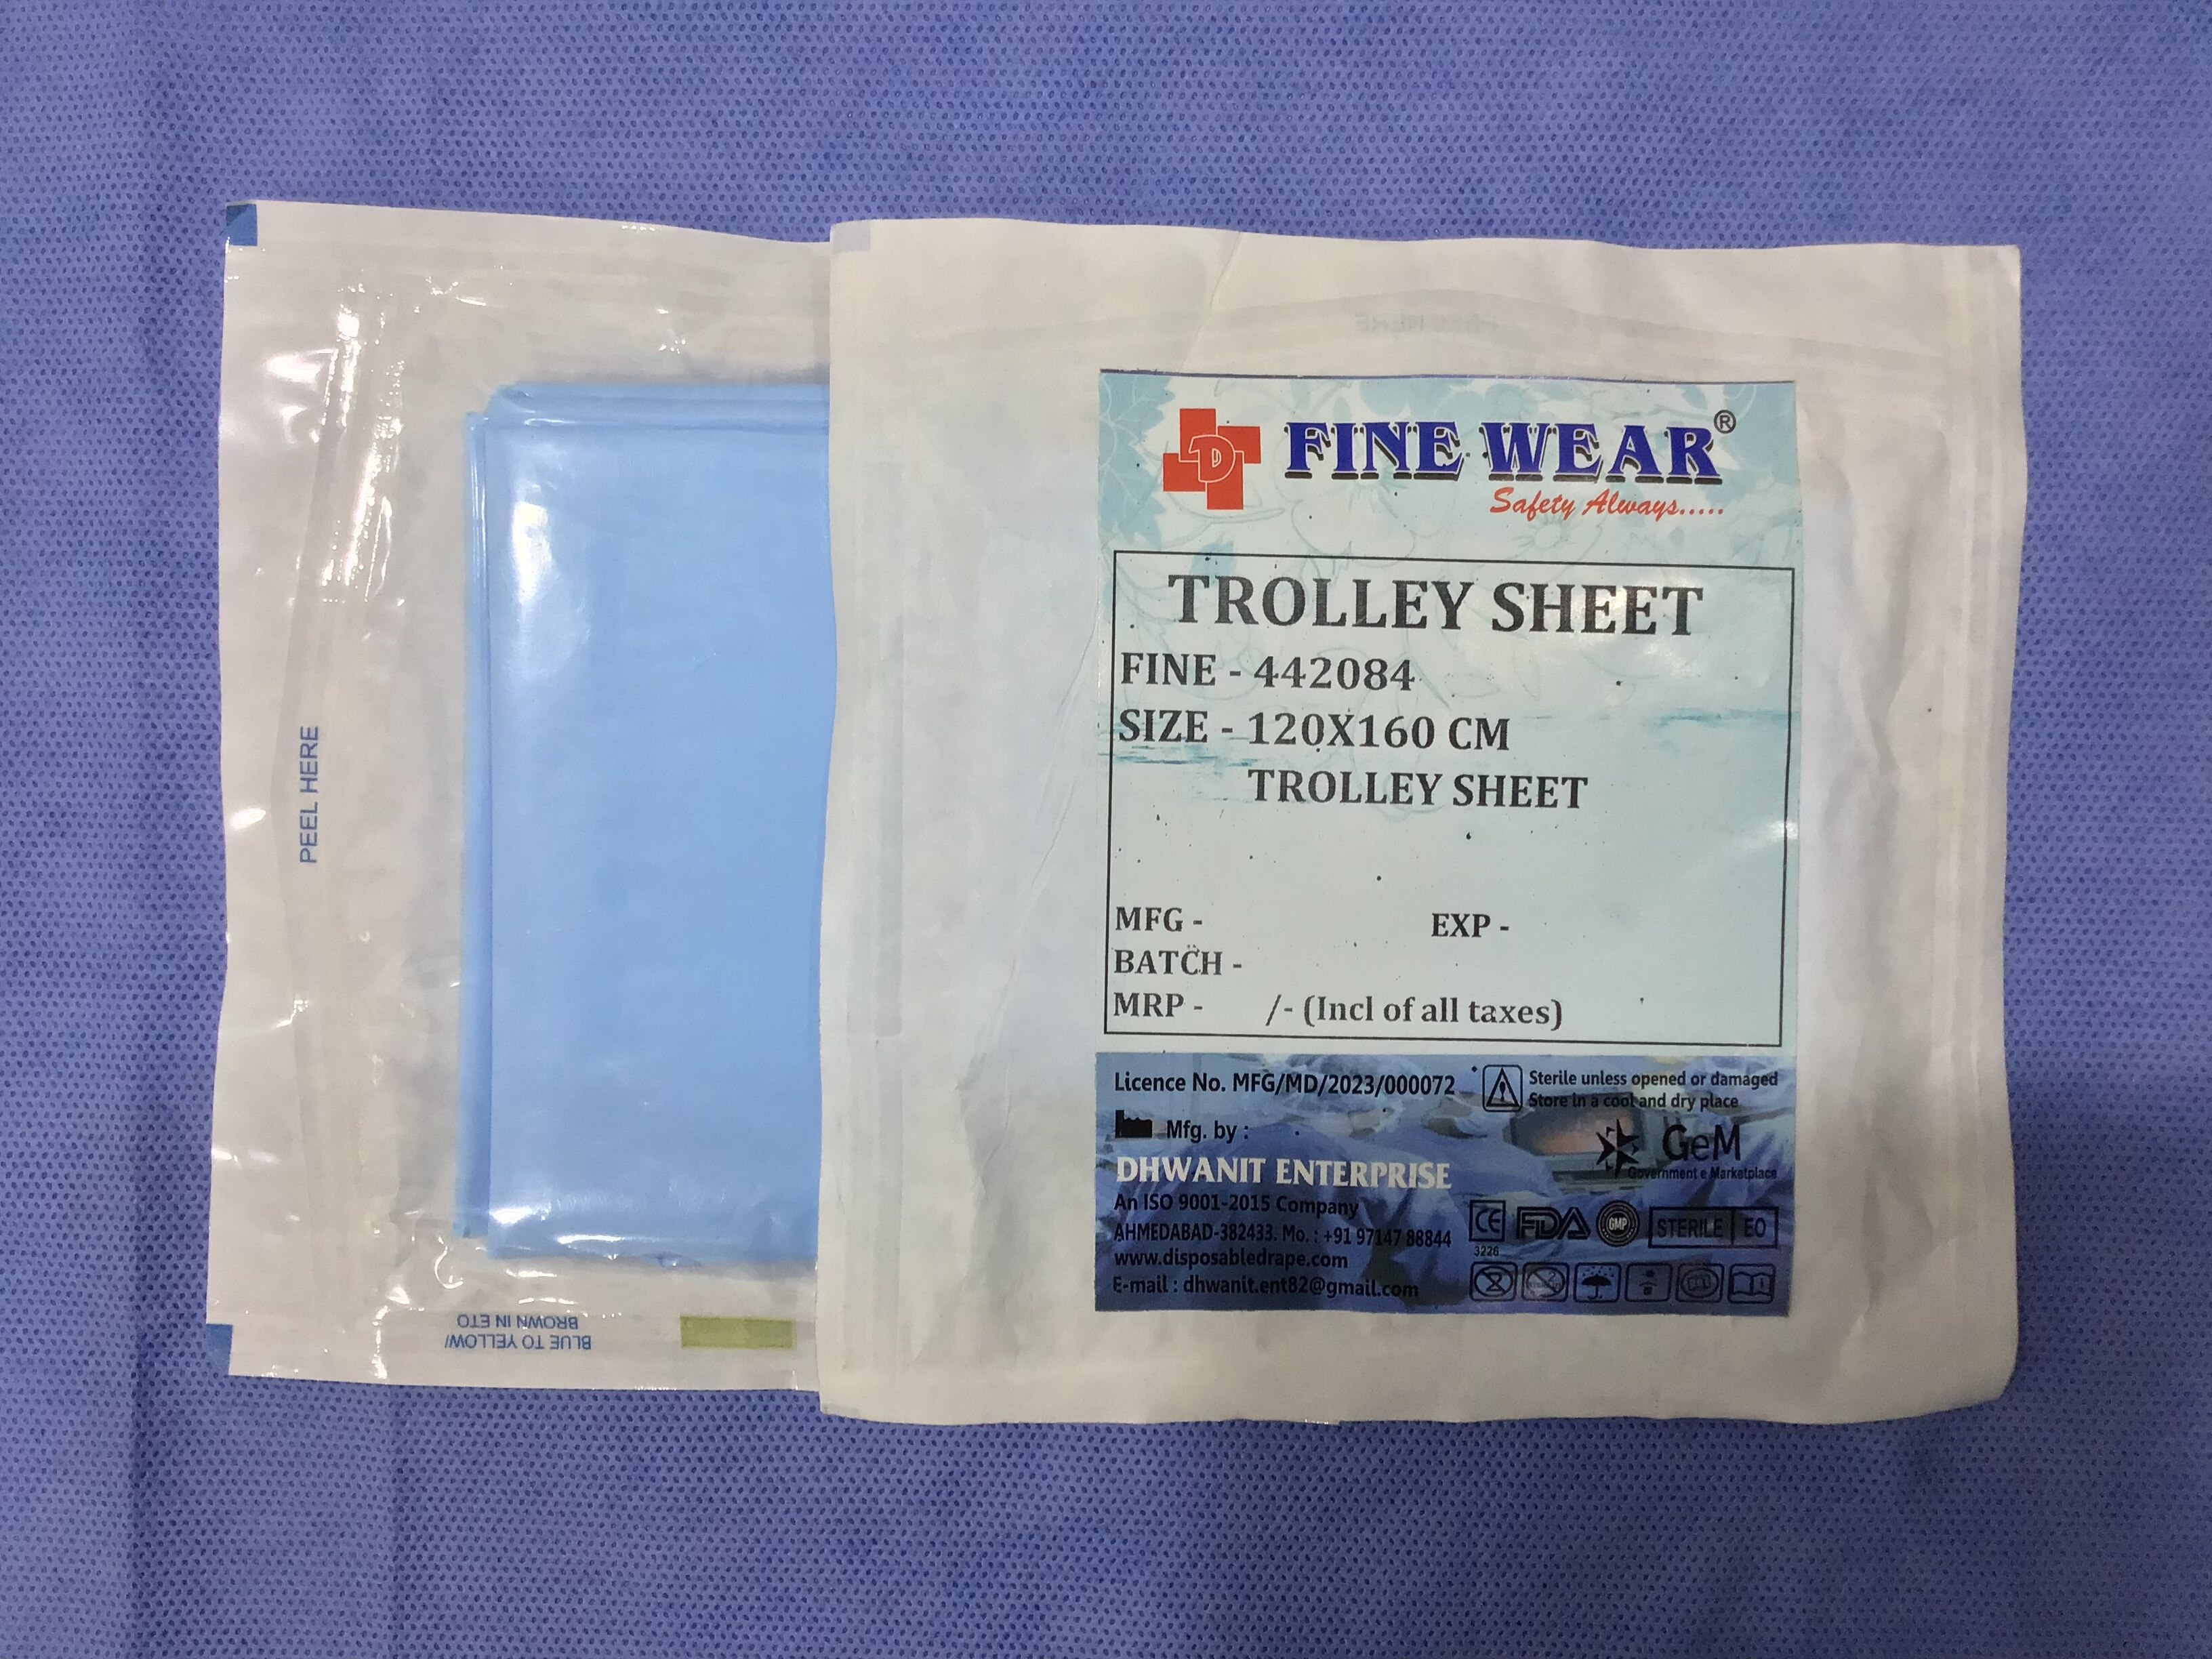 PEEL HERE
BLUE TO YELLOW/
BROWN IN ETO
PEEL HERE
D
FINE WEAR®
Safety Always.....
TROLLEY SHEET
FINE - 442084
SIZE - 120X160 CM
TROLLEY SHEET
MFG - EXP -
BATCH -
MRP - /- (Incl of all taxes)
Licence No. MFG/MD/2023/000072
Sterile unless opened or damaged
Store in a cool and dry place
Mfg. by :
GeM
Government e Marketplace
DHWANIT ENTERPRISE
An ISO 9001-2015 Company
AHMEDABAD-382433. Mo. : +91 97147 88844
www.disposabledrape.com
E-mail : dhwanit.ent82@gmail.com
CE FDA GMP STERILE EO
3226